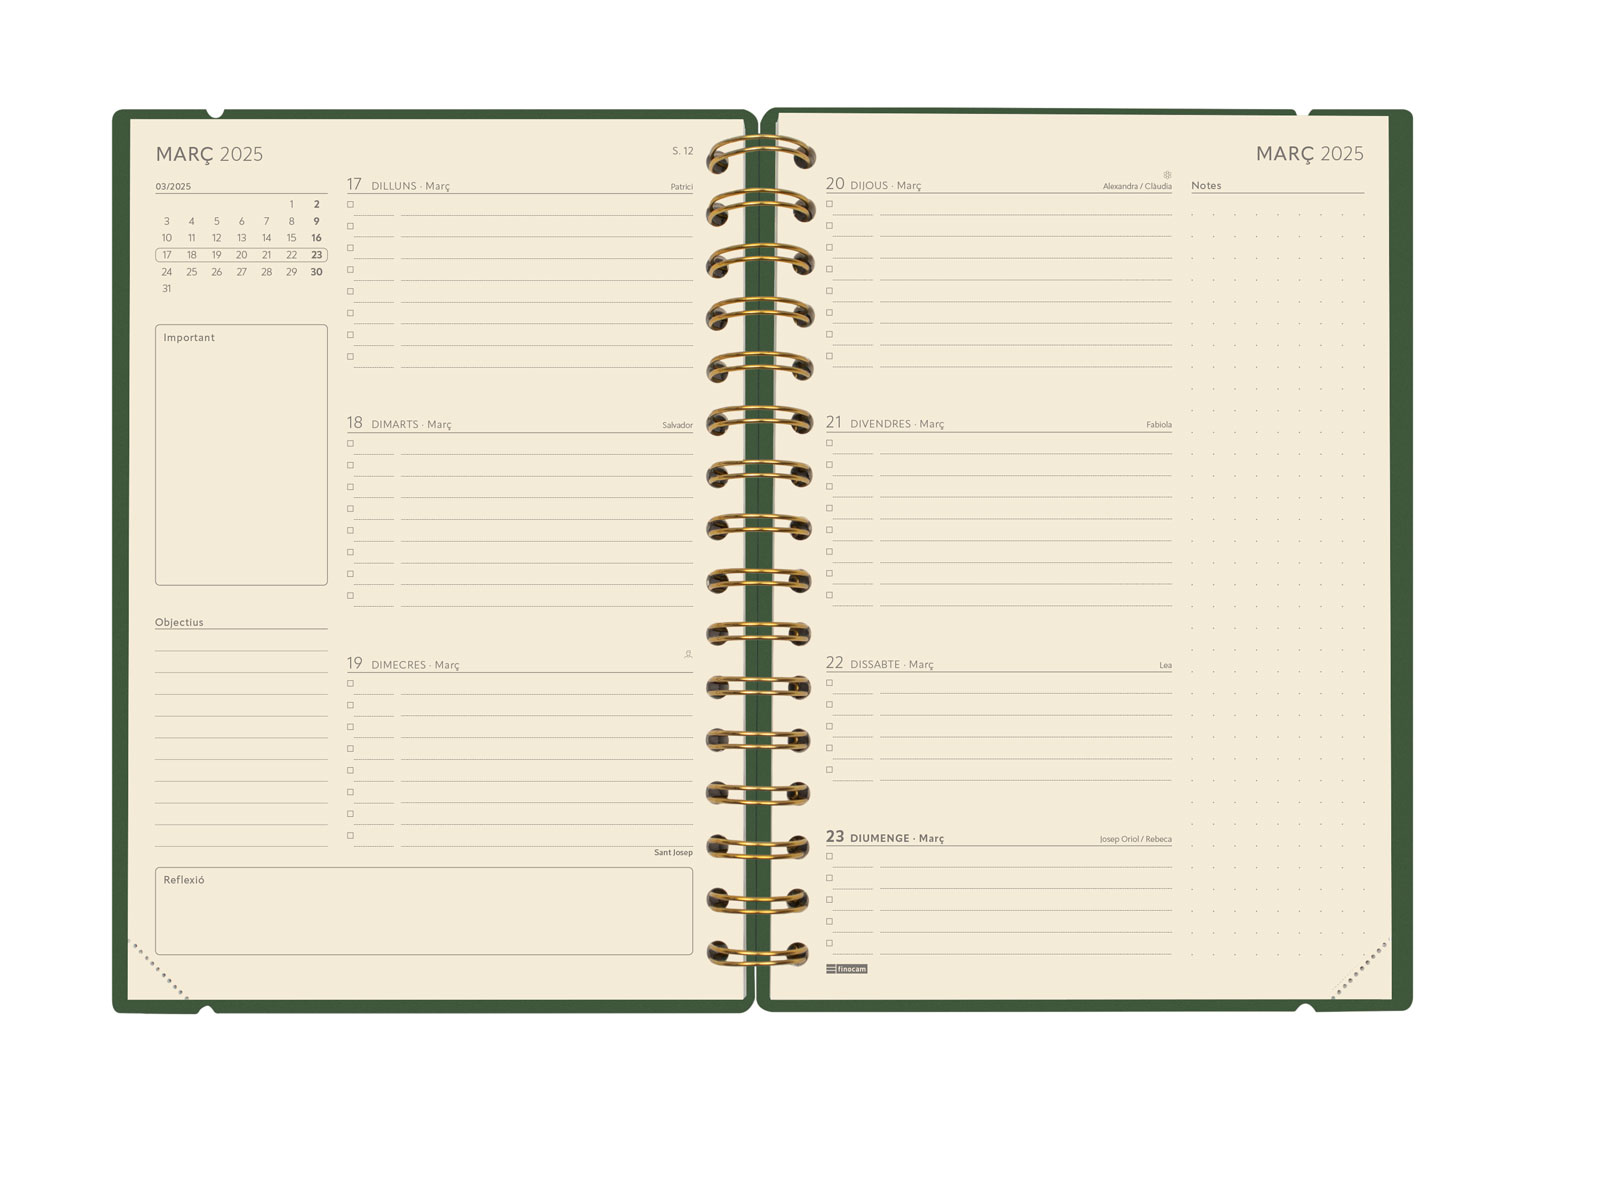 MARÇ 2025
S. 12
03/2025
1 2
3 4 5 6 7 8 9
10 11 12 13 14 15 16
17 18 19 20 21 22 23
24 25 26 27 28 29 30
31
Important
Objectius
17 DILLUNS · Març Patrici
18 DIMARTS · Març Salvador
19 DIMECRES · Març
Sant Josep
Reflexió
MARÇ 2025
20 DIJOUS · Març Alexandra / Clàudia
21 DIVENDRES · Març Fabiola
22 DISSABTE · Març Lea
23 DIUMENGE · Març Josep Oriol / Rebeca
finocam
Notes